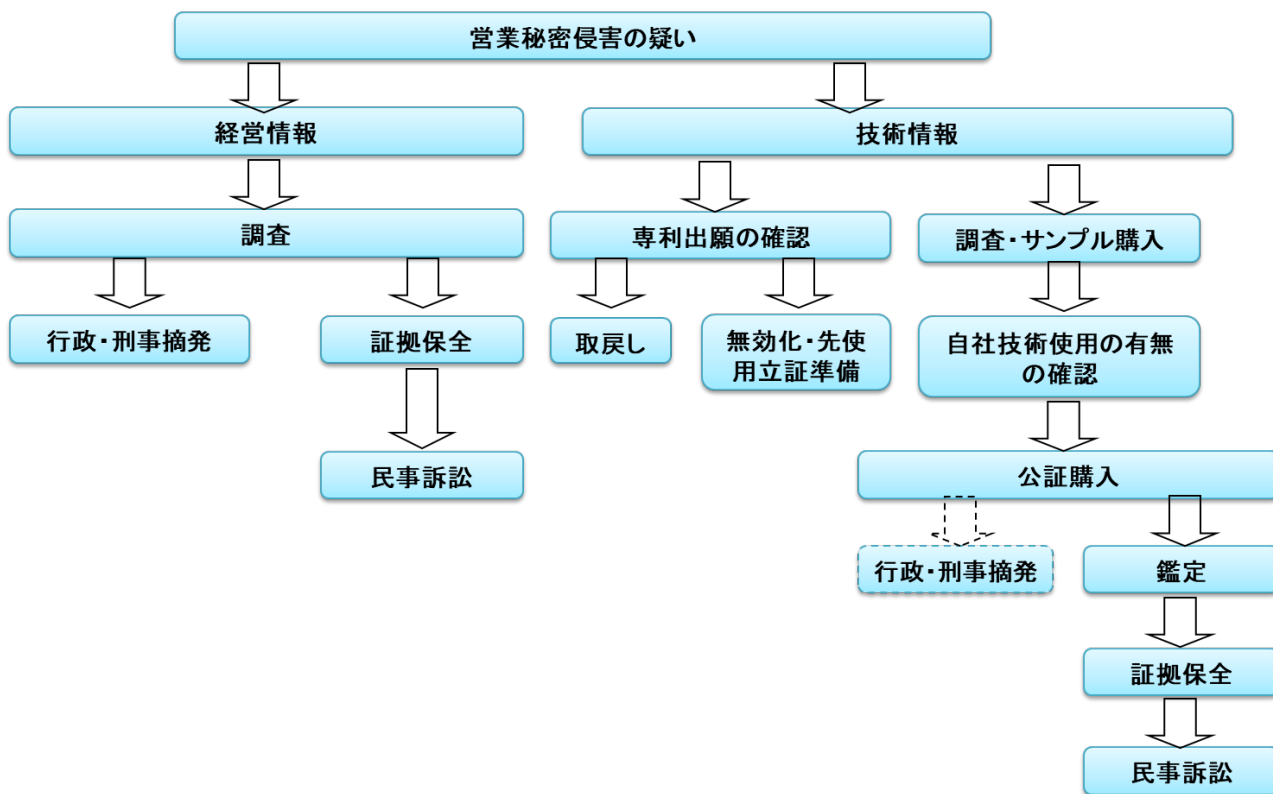 営業秘密侵害の疑い
経営情報
技術情報
調査
専利出願の確認
調査・サンプル購入
行政・刑事摘発
証拠保全
取戻し
無効化・先使
用立証準備
自社技術使用の有無
の確認
民事訴訟
公証購入
行政・刑事摘発
鑑定
証拠保全
民事訴訟